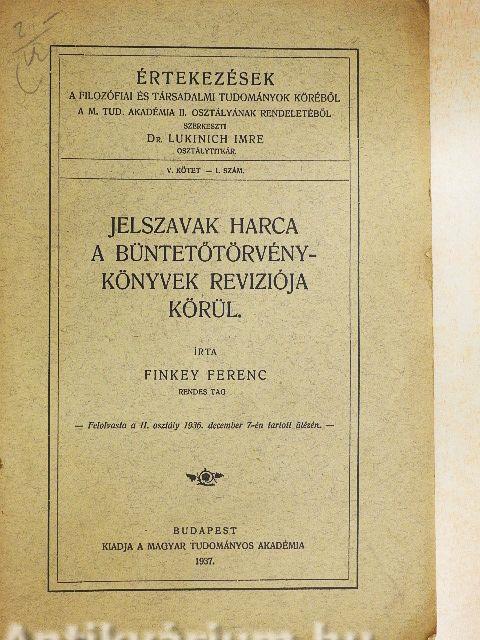 ÉRTEKEZÉSEK
A FILOZÓFIAI ÉS TÁRSADALMI TUDOMÁNYOK KÖRÉBŐL
A M. TUD. AKADÉMIA II. OSZTÁLYÁNAK RENDELETÉBŐL
SZERKESZTI
DR. LUKINICH IMRE
OSZTÁLYTITKÁR.
V. KÖTET — 1. SZÁM.
JELSZAVAK HARCA
A BÜNTETŐTÖRVÉNY-
KÖNYVEK REVIZIÓJA
KÖRÜL.
ÍRTA
FINKEY FERENC
RENDES TAG
— Felolvasta a II. osztály 1936. december 7-én tartott ülésén. —
BUDAPEST
KIADJA A MAGYAR TUDOMÁNYOS AKADÉMIA
1937.
Antikvárium.hu